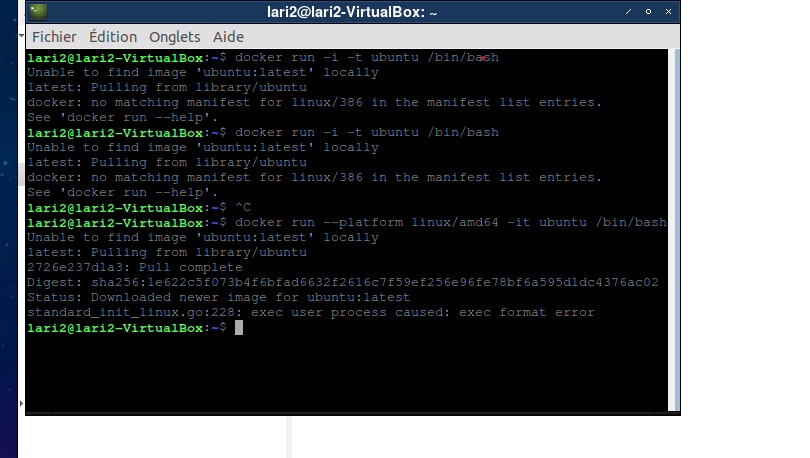 lari2@lari2-VirtualBox: ~
Fichier Édition Onglets Aide
lari2@lari2-VirtualBox:~$ docker run -i -t ubuntu /bin/bash
Unable to find image 'ubuntu:latest' locally
latest: Pulling from library/ubuntu
docker: no matching manifest for linux/386 in the manifest list entries.
See 'docker run --help'.
lari2@lari2-VirtualBox:~$ docker run -i -t ubuntu /bin/bash
Unable to find image 'ubuntu:latest' locally
latest: Pulling from library/ubuntu
docker: no matching manifest for linux/386 in the manifest list entries.
See 'docker run --help'.
lari2@lari2-VirtualBox:~$ ^C
lari2@lari2-VirtualBox:~$ docker run --platform linux/amd64 -it ubuntu /bin/bash
Unable to find image 'ubuntu:latest' locally
latest: Pulling from library/ubuntu
2726e237d1a3: Pull complete
Digest: sha256:1e622c5f073b4f6bfad6632f2616c7f59ef256e96fe78bf6a595d1dc4376ac02
Status: Downloaded newer image for ubuntu:latest
standard_init_linux.go:228: exec user process caused: exec format error
lari2@lari2-VirtualBox:~$